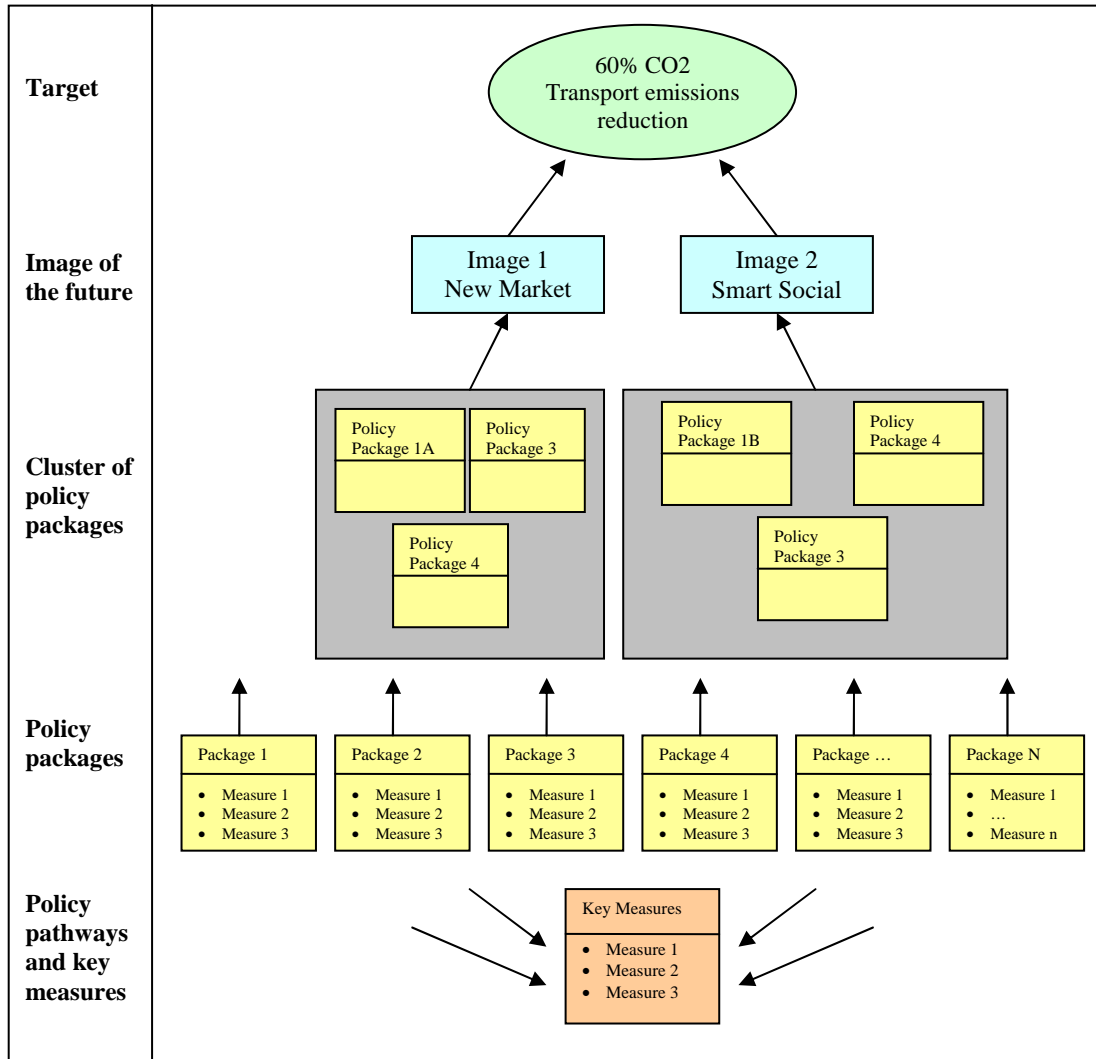 Target
60% CO2
Transport emissions
reduction
Image of
the future
Image 1
New Market
Image 2
Smart Social
Cluster of
policy
packages
Policy
Package 1A
Policy
Package 3
Policy
Package 4
Policy
Package 1B
Policy
Package 4
Policy
Package 3
Policy
packages
Package 1
• Measure 1
• Measure 2
• Measure 3
Package 2
• Measure 1
• Measure 2
• Measure 3
Package 3
• Measure 1
• Measure 2
• Measure 3
Package 4
• Measure 1
• Measure 2
• Measure 3
Package …
• Measure 1
• Measure 2
• Measure 3
Package N
• Measure 1
• …
• Measure n
Policy
pathways
and key
measures
Key Measures
• Measure 1
• Measure 2
• Measure 3